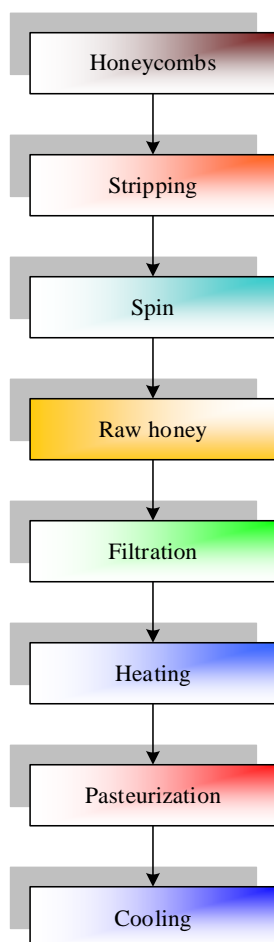 Honeycombs
Stripping
Spin
Raw honey
Filtration
Heating
Pasteurization
Cooling